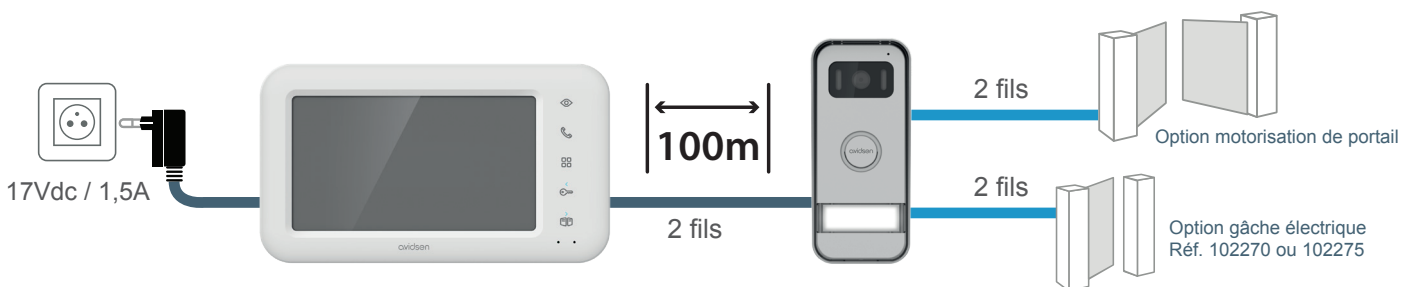 17Vdc / 1,5A
avidsen
100m
2 fils
avidsen
2 fils
Option motorisation de portail
2 fils
Option gâche électrique
Réf. 102270 ou 102275